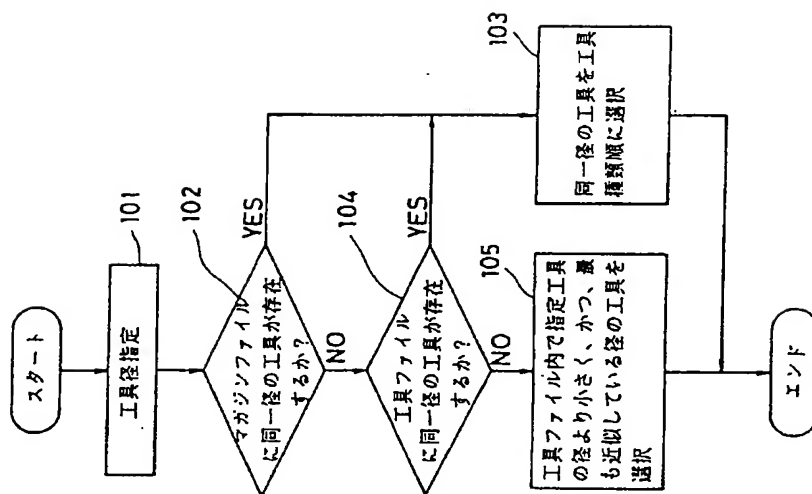 スタート
101
工具径指定
102
マガジンファイル
に同一径の工具が存在
するか?
YES
NO
104
工具ファイル
に同一径の工具が存在
するか?
YES
NO
103
同一径の工具を工具
種類順に選択
105
工具ファイル内で指定工具
の径より小さく、かつ、最
も近似している径の工具を
選択
エンド